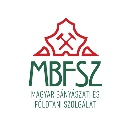 MBFSZ
MAGYAR BÁNYÁSZATI ÉS
FÖLDTANI SZOLGÁLAT